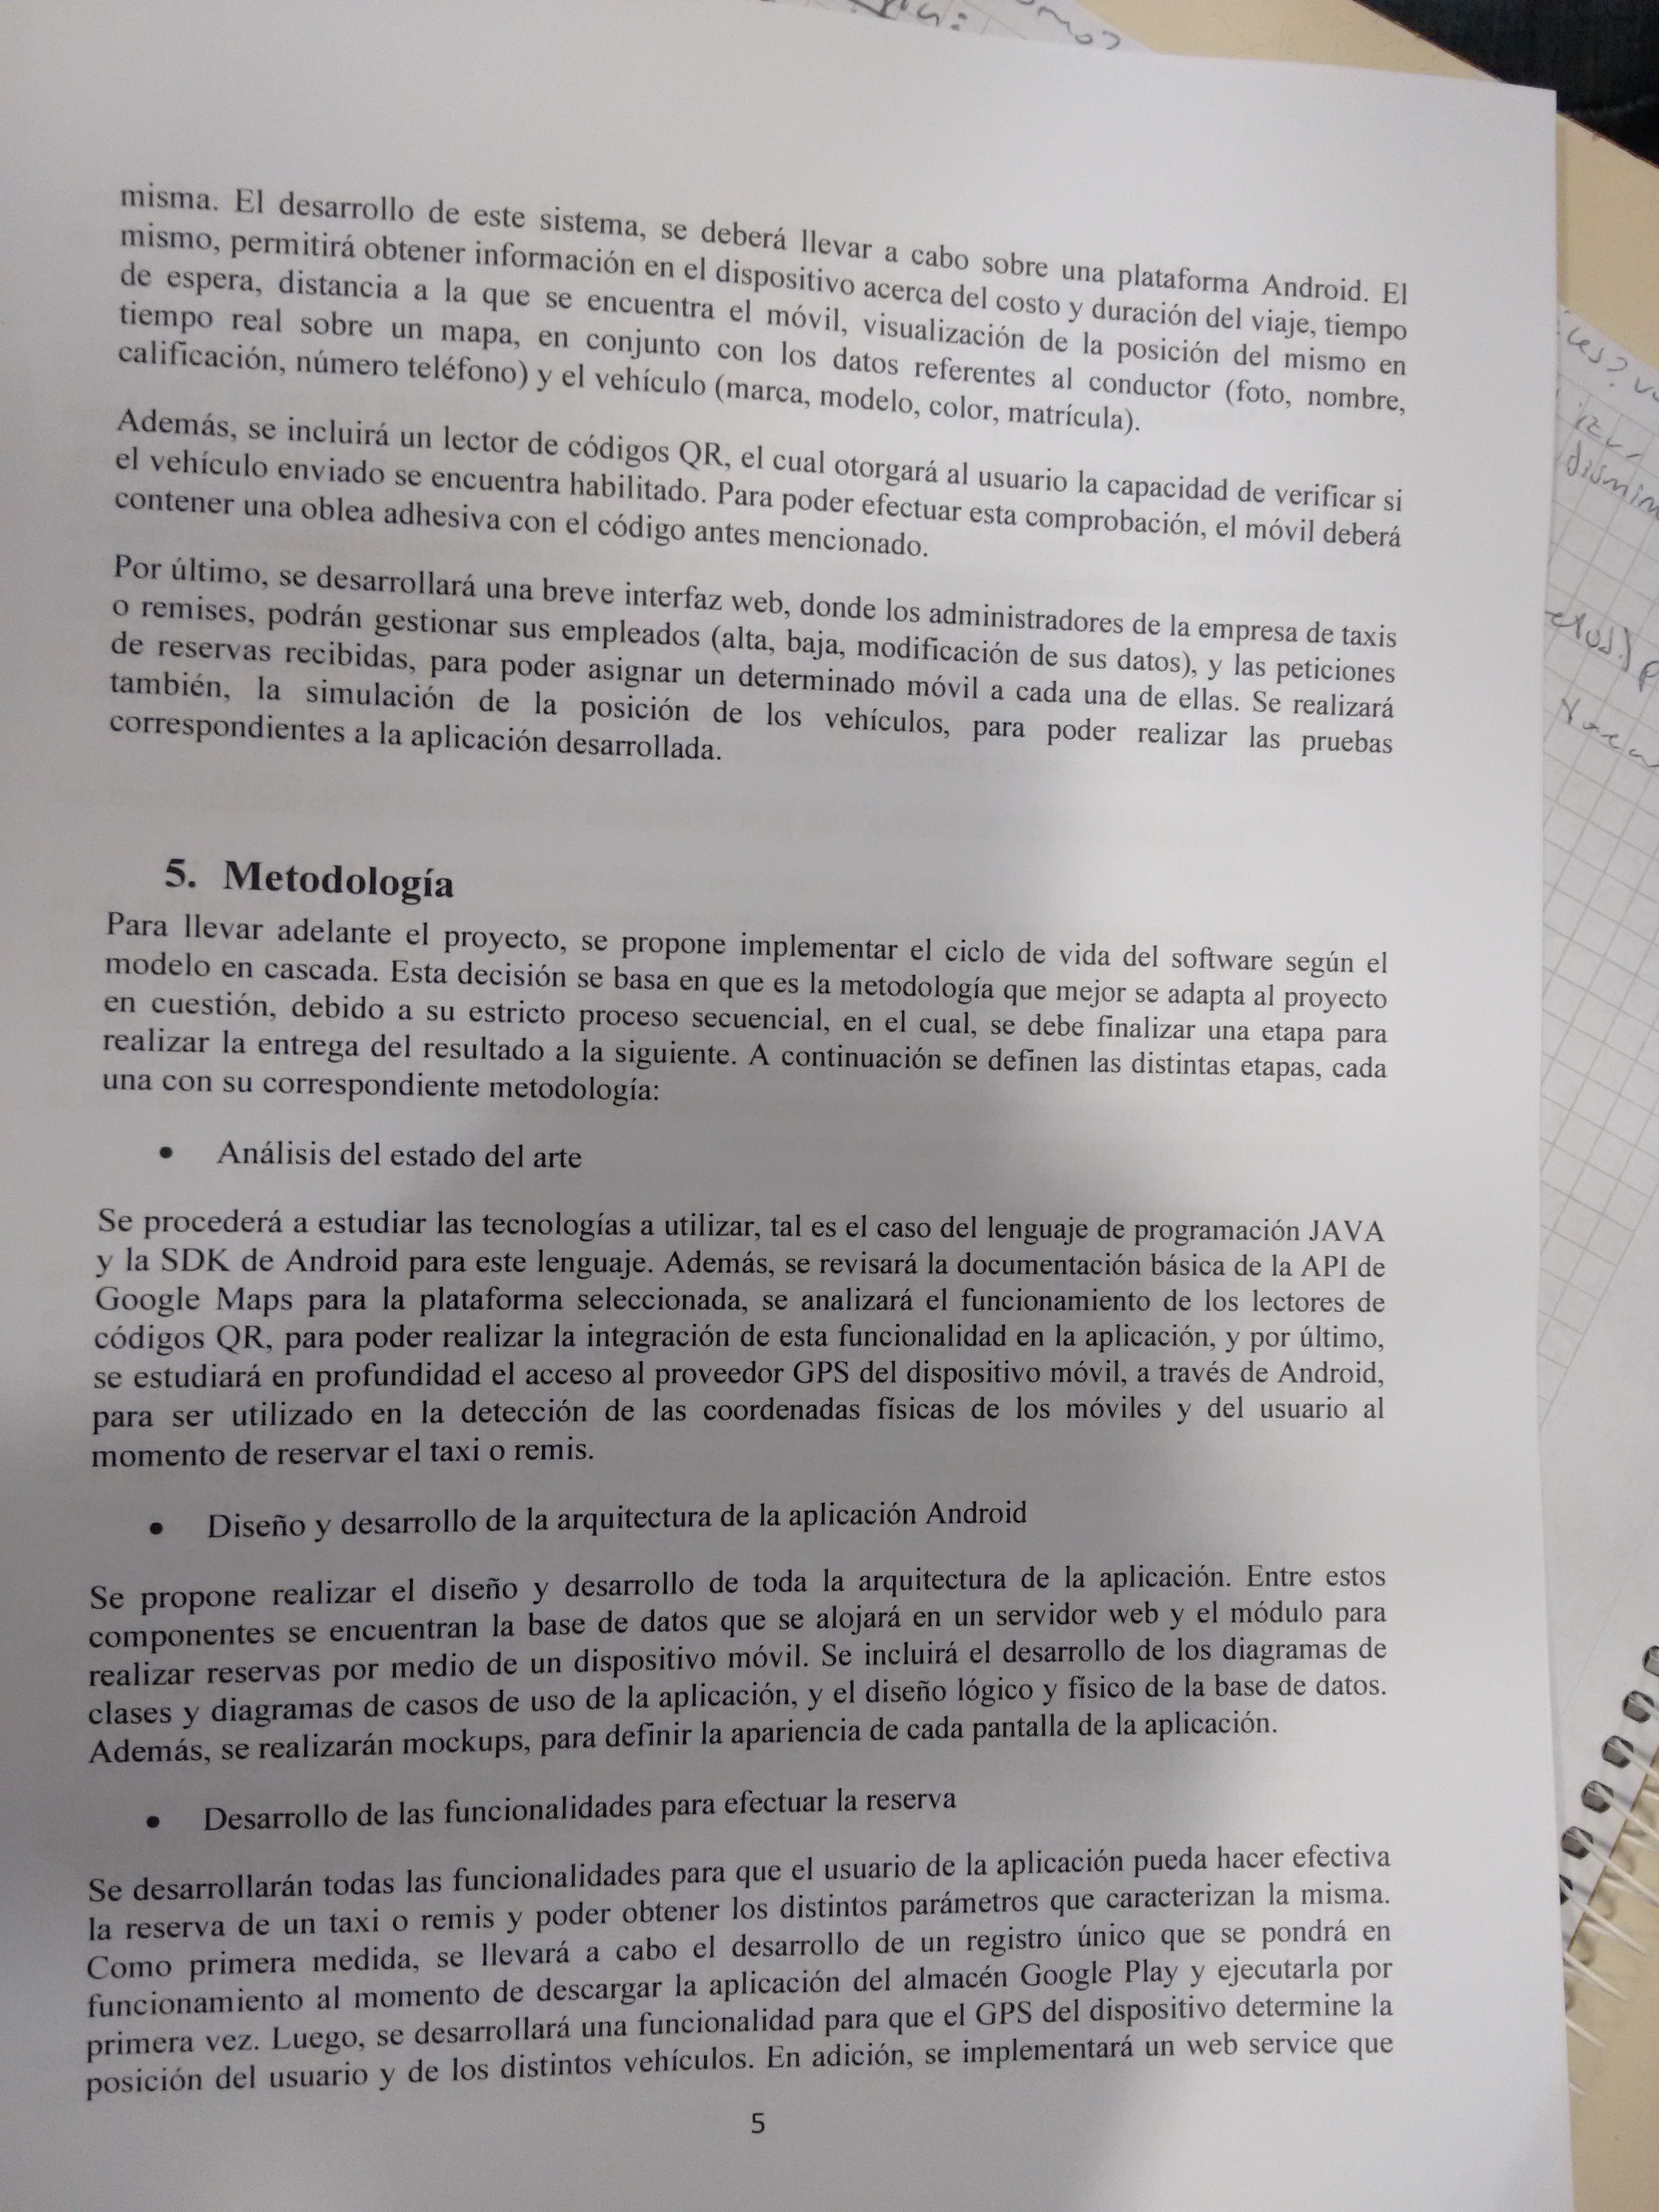 misma. El desarrollo de este sistema, se deberá llevar a cabo sobre una plataforma Android. El
mismo, permitirá obtener información en el dispositivo acerca del costo y duración del viaje, tiempo
de espera, distancia a la que se encuentra el móvil, visualización de la posición del mismo en
tiempo real sobre un mapa, en conjunto con los datos referentes al conductor (foto, nombre,
calificación, número teléfono) y el vehículo (marca, modelo, color, matrícula).
Además, se incluirá un lector de códigos QR, el cual otorgará al usuario la capacidad de verificar si
el vehículo enviado se encuentra habilitado. Para poder efectuar esta comprobación, el móvil deberá
contener una oblea adhesiva con el código antes mencionado.
Por último, se desarrollará una breve interfaz web, donde los administradores de la empresa de taxis
o remises, podrán gestionar sus empleados (alta, baja, modificación de sus datos), y las peticiones
de reservas recibidas, para poder asignar un determinado móvil a cada una de ellas. Se realizará
también, la simulación de la posición de los vehículos, para poder realizar las pruebas
correspondientes a la aplicación desarrollada.
5. Metodología
Para llevar adelante el proyecto, se propone implementar el ciclo de vida del software según el
modelo en cascada. Esta decisión se basa en que es la metodología que mejor se adapta al proyecto
en cuestión, debido a su estricto proceso secuencial, en el cual, se debe finalizar una etapa para
realizar la entrega del resultado a la siguiente. A continuación se definen las distintas etapas, cada
una con su correspondiente metodología:
• Análisis del estado del arte
Se procederá a estudiar las tecnologías a utilizar, tal es el caso del lenguaje de programación JAVA
y la SDK de Android para este lenguaje. Además, se revisará la documentación básica de la API de
Google Maps para la plataforma seleccionada, se analizará el funcionamiento de los lectores de
códigos QR, para poder realizar la integración de esta funcionalidad en la aplicación, y por último,
se estudiará en profundidad el acceso al proveedor GPS del dispositivo móvil, a través de Android,
para ser utilizado en la detección de las coordenadas físicas de los móviles y del usuario al
momento de reservar el taxi o remis.
• Diseño y desarrollo de la arquitectura de la aplicación Android
Se propone realizar el diseño y desarrollo de toda la arquitectura de la aplicación. Entre estos
componentes se encuentran la base de datos que se alojará en un servidor web y el módulo para
realizar reservas por medio de un dispositivo móvil. Se incluirá el desarrollo de los diagramas de
clases y diagramas de casos de uso de la aplicación, y el diseño lógico y físico de la base de datos.
Además, se realizarán mockups, para definir la apariencia de cada pantalla de la aplicación.
• Desarrollo de las funcionalidades para efectuar la reserva
Se desarrollarán todas las funcionalidades para que el usuario de la aplicación pueda hacer efectiva
la reserva de un taxi o remis y poder obtener los distintos parámetros que caracterizan la misma.
Como primera medida, se llevará a cabo el desarrollo de un registro único que se pondrá en
funcionamiento al momento de descargar la aplicación del almacén Google Play y ejecutarla por
primera vez. Luego, se desarrollará una funcionalidad para que el GPS del dispositivo determine la
posición del usuario y de los distintos vehículos. En adición, se implementará un web service que
5